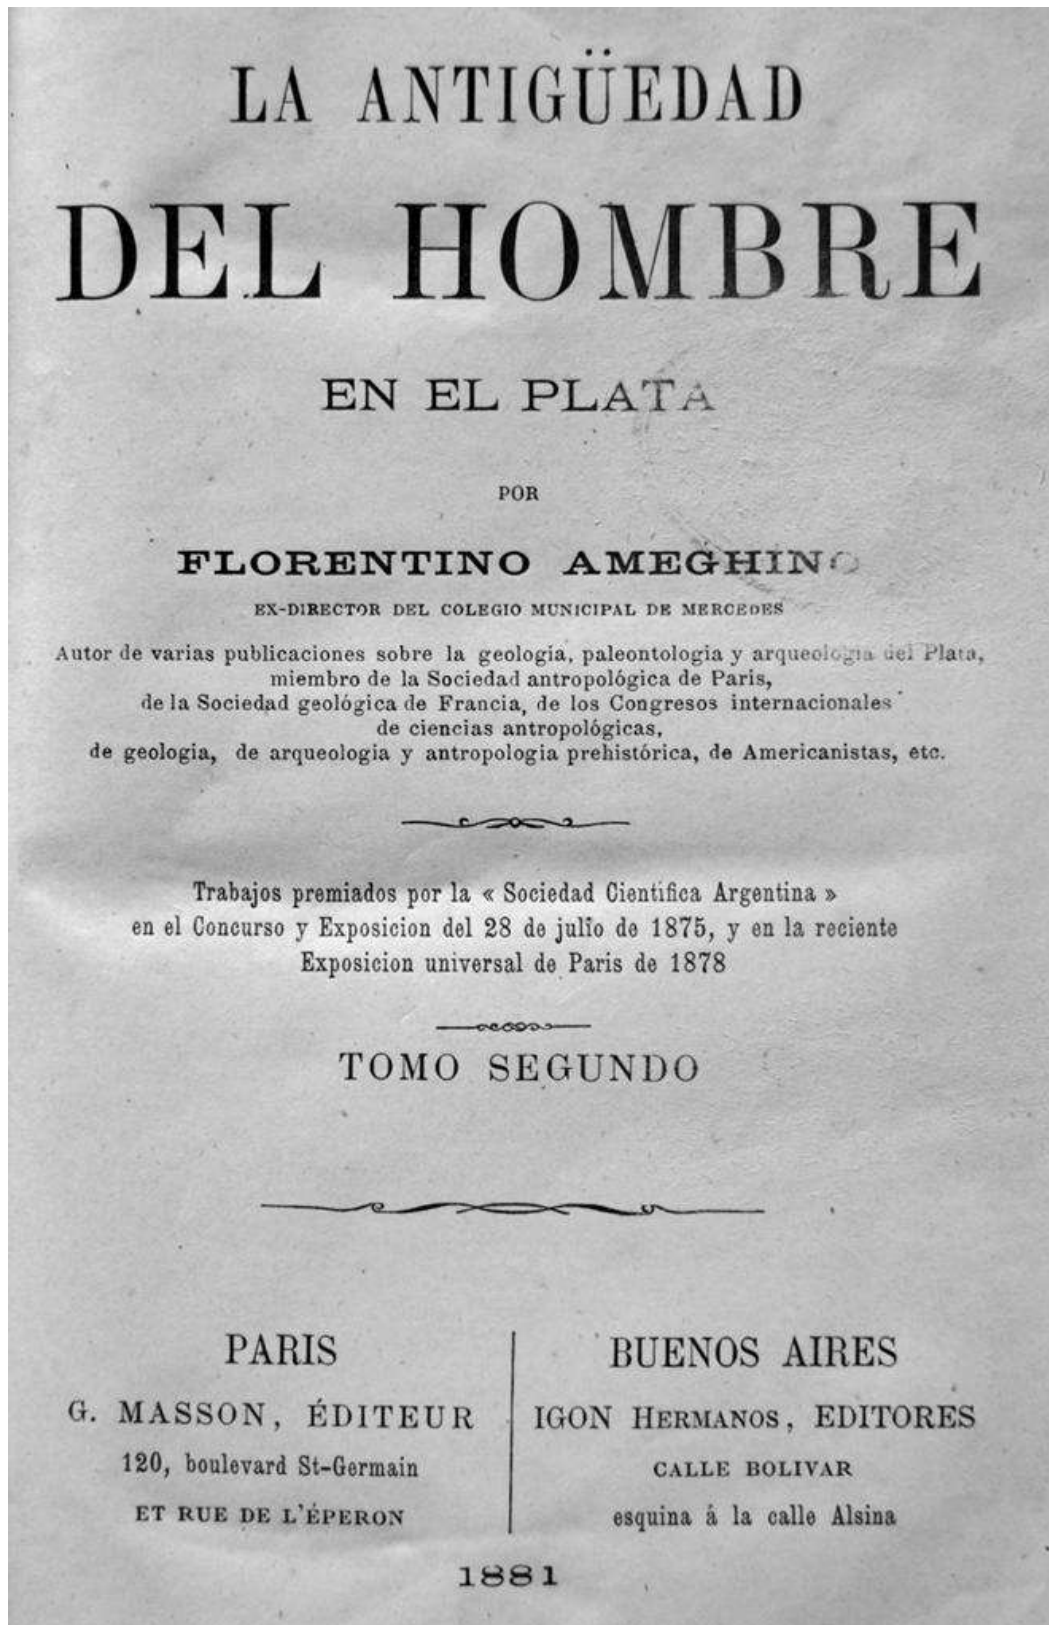 LA ANTIGÜEDAD
DEL HOMBRE
EN EL PLATA
POR
FLORENTINO AMEGHINO
EX-DIRECTOR DEL COLEGIO MUNICIPAL DE MERCEDES
Autor de varias publicaciones sobre la geología, paleontologia y arqueologia del Plata,
miembro de la Sociedad antropológica de Paris,
de la Sociedad geológica de Francia, de los Congresos internacionales
de ciencias antropológicas,
de geologia, de arqueologia y antropologia prehistórica, de Americanistas, etc.
Trabajos premiados por la « Sociedad Científica Argentina »
en el Concurso y Exposicion del 28 de julio de 1875, y en la reciente
Exposicion universal de Paris de 1878
TOMO SEGUNDO
PARIS
G. MASSON, ÉDITEUR
120, boulevard St-Germain
ET RUE DE L'ÉPERON
BUENOS AIRES
IGON HERMANOS, EDITORES
CALLE BOLIVAR
esquina á la calle Alsina
1881